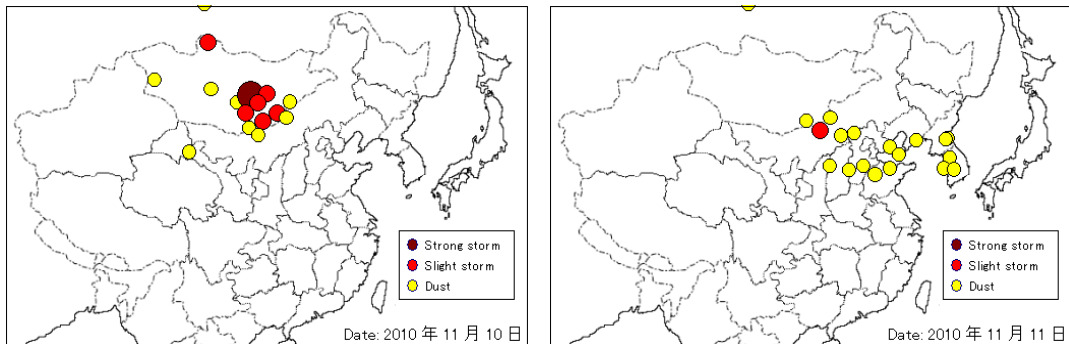 Strong storm
Slight storm
Dust
Date: 2010 年 11 月 10 日
Strong storm
Slight storm
Dust
Date: 2010 年 11 月 11 日